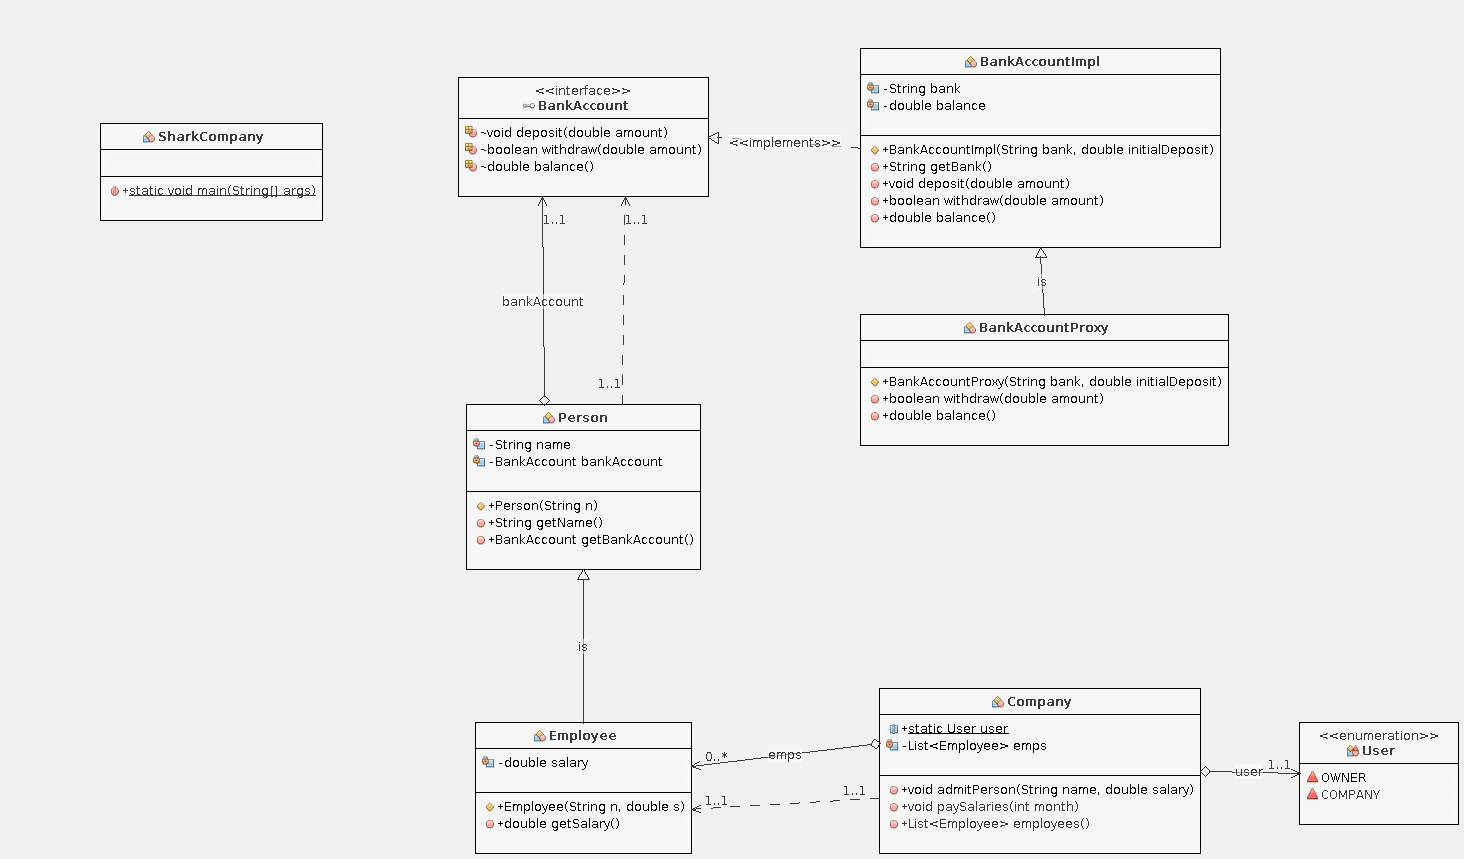 SharkCompany
+static void main(String[] args)
<<interface>>
BankAccount
~void deposit(double amount)
~boolean withdraw(double amount)
~double balance()
<<implements>>
BankAccountImpl
-String bank
-double balance
+BankAccountImpl(String bank, double initialDeposit)
+String getBank()
+void deposit(double amount)
+boolean withdraw(double amount)
+double balance()
1..1
1..1
is
bankAccount
BankAccountProxy
+BankAccountProxy(String bank, double initialDeposit)
+boolean withdraw(double amount)
+double balance()
1..1
Person
-String name
-BankAccount bankAccount
+Person(String n)
+String getName()
+BankAccount getBankAccount()
is
Employee
-double salary
+Employee(String n, double s)
+double getSalary()
0..*
emps
1..1
1..1
Company
+static User user
-List<Employee> emps
+void admitPerson(String name, double salary)
+void paySalaries(int month)
+List<Employee> employees()
user
1..1
<<enumeration>>
User
OWNER
COMPANY